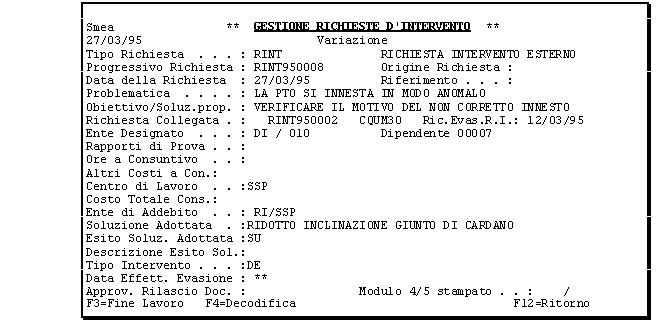 Smea ** GESTIONE RICHIESTE D'INTERVENTO **
27/03/95 Variazione
Tipo Richiesta . . . . : RINT RICHIESTA INTERVENTO ESTERNO
Progressivo Richiesta : RINT950008 Origine Richiesta :
Data della Richiesta : 27/03/95 Riferimento . . . :
Problematica . . . . : LA PTO SI INNESTA IN MODO ANOMALO
Obiettivo/Soluz.prop. : VERIFICARE IL MOTIVO DEL NON CORRETTO INNESTO
Richiesta Collegata . : RINT950002 CQUM30 Ric.Evas.R.I.: 12/03/95
Ente Designato . . . : DI / 010 Dipendente 00007
Rapporti di Prova . . :
Ore a Consuntivo . . :
Altri Costi a Con.:
Centro di Lavoro . . :SSP
Costo Totale Cons.:
Ente di Addebito . . : RI/SSP
Soluzione Adottata . :RIDOTTO INCLINAZIONE GIUNTO DI CARDANO
Esito Soluz. Adottata :SU
Descrizione Esito Sol.:
Tipo Intervento . . . :DE
Data Effett. Evasione : **
Approv. Rilascio Doc. : Modulo 4/5 stampato . . : /
F3=Fine Lavoro F4=Decodifica F12=Ritorno